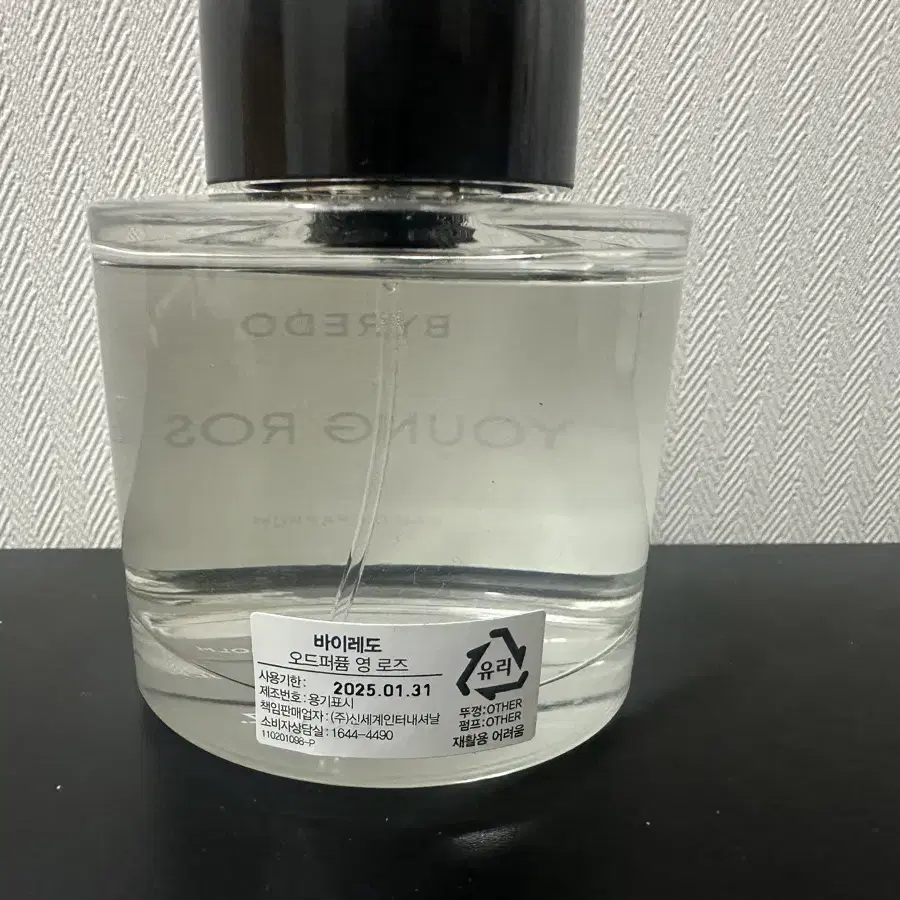 BYREDO
YOUNG ROS
바이레도
오드퍼퓸 영 로즈
사용기한: 2025.01.31
제조번호: 용기표시
책임판매업자: (주)신세계인터내셔날
소비자상담실: 1644-4490
110201098-P
유리
뚜껑:OTHER
펌프:OTHER
재활용 어려움